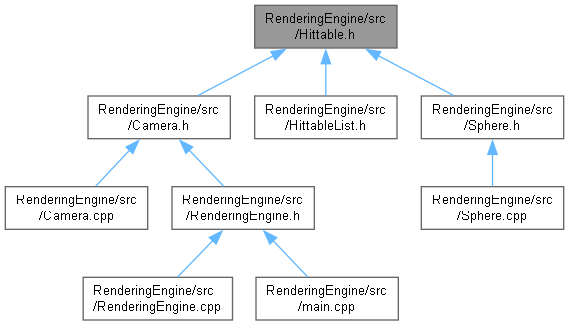 RenderingEngine/src
/Hittable.h
RenderingEngine/src
/Camera.h
RenderingEngine/src
/HittableList.h
RenderingEngine/src
/Sphere.h
RenderingEngine/src
/Camera.cpp
RenderingEngine/src
/RenderingEngine.h
RenderingEngine/src
/Sphere.cpp
RenderingEngine/src
/RenderingEngine.cpp
RenderingEngine/src
/main.cpp